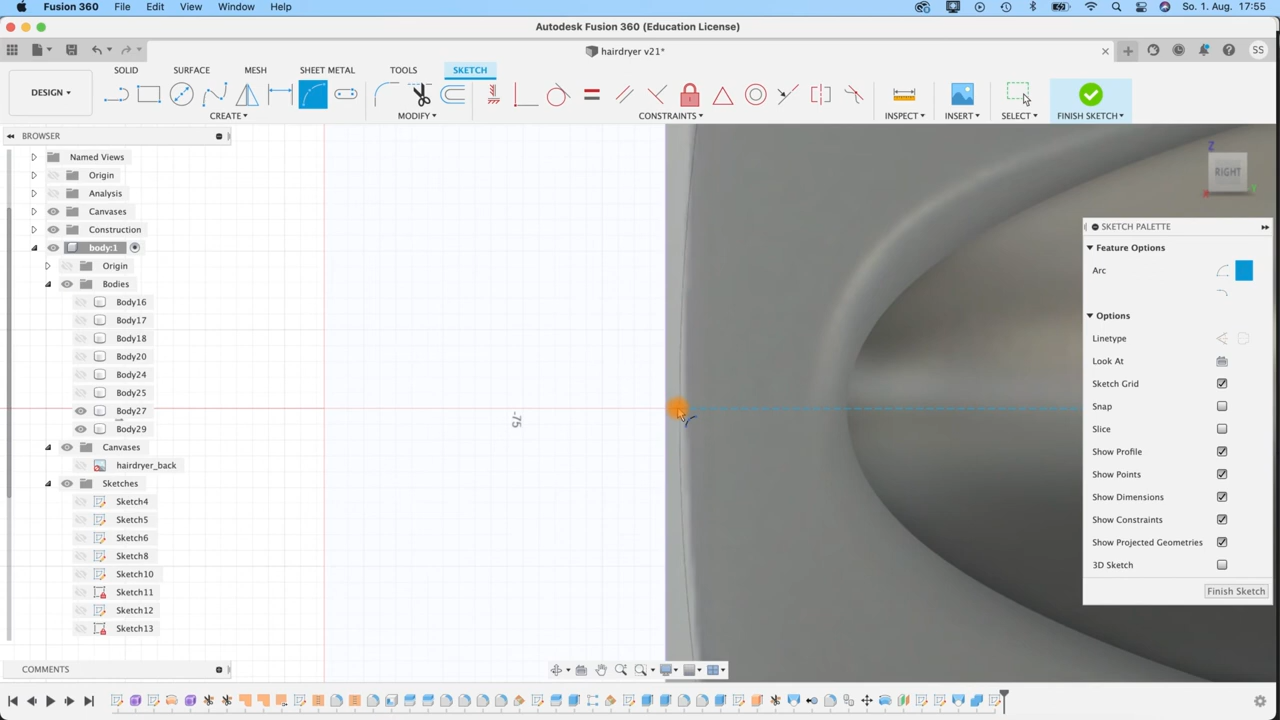 Fusion 360 File Edit View Window Help So. 1. Aug. 17:55
Autodesk Fusion 360 (Education License)
hairdryer v21*
SS
SOLID SURFACE MESH SHEET METAL TOOLS SKETCH
DESIGN
CREATE MODIFY CONSTRAINTS INSPECT INSERT SELECT FINISH SKETCH
BROWSER
Named Views
Origin
Analysis
Canvases
Construction
body:1
Origin
Bodies
Body16
Body17
Body18
Body20
Body24
Body25
Body27
Body29
Canvases
hairdryer_back
Sketches
Sketch4
Sketch5
Sketch6
Sketch8
Sketch10
Sketch11
Sketch12
Sketch13
COMMENTS
-75
Z
RIGHT
X Y
SKETCH PALETTE
Feature Options
Arc
Options
Linetype
Look At
Sketch Grid
Snap
Slice
Show Profile
Show Points
Show Dimensions
Show Constraints
Show Projected Geometries
3D Sketch
Finish Sketch